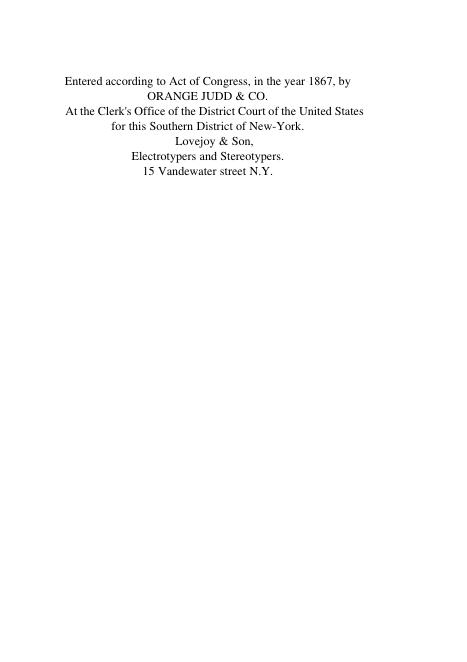 Entered according to Act of Congress, in the year 1867, by
ORANGE JUDD & CO.
At the Clerk's Office of the District Court of the United States
for this Southern District of New-York.
Lovejoy & Son,
Electrotypers and Stereotypers.
15 Vandewater street N.Y.